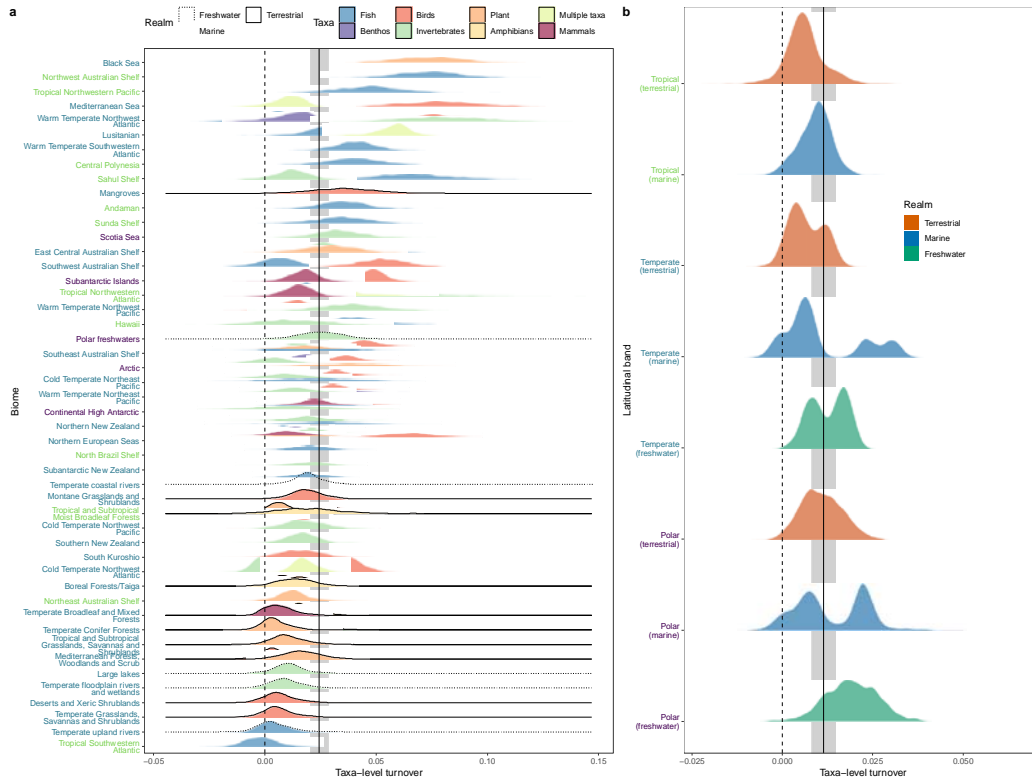 a
Realm
Freshwater
Terrestrial
Marine
Taxa
Fish
Birds
Plant
Multiple taxa
Benthos
Invertebrates
Amphibians
Mammals
Biome
Black Sea
Northwest Australian Shelf
Tropical Northwestern Pacific
Mediterranean Sea
Warm Temperate Northwest
Atlantic
Lusitanian
Warm Temperate Southwestern
Atlantic
Central Polynesia
Sahul Shelf
Mangroves
Andaman
Sunda Shelf
Scotia Sea
East Central Australian Shelf
Southwest Australian Shelf
Subantarctic Islands
Tropical Northwestern
Atlantic
Warm Temperate Northwest
Pacific
Hawaii
Polar freshwaters
Southeast Australian Shelf
Arctic
Cold Temperate Northeast
Pacific
Warm Temperate Northeast
Pacific
Continental High Antarctic
Northern New Zealand
Northern European Seas
North Brazil Shelf
Subantarctic New Zealand
Temperate coastal rivers
Montane Grasslands and
Shrublands
Tropical and Subtropical
Moist Broadleaf Forests
Cold Temperate Northwest
Pacific
Southern New Zealand
South Kuroshio
Cold Temperate Northwest
Atlantic
Boreal Forests/Taiga
Northeast Australian Shelf
Temperate Broadleaf and Mixed
Forests
Temperate Conifer Forests
Tropical and Subtropical
Grasslands, Savannas and
Shrublands
Mediterranean Forests,
Woodlands and Scrub
Large lakes
Temperate floodplain rivers
and wetlands
Deserts and Xeric Shrublands
Temperate Grasslands,
Savannas and Shrublands
Temperate upland rivers
Tropical Southwestern
Atlantic
−0.05
0.0
0.05
0.10
0.15
Taxa−level turnover
b
Latitudinal band
Tropical
(terrestrial)
Tropical
(marine)
Temperate
(terrestrial)
Temperate
(marine)
Temperate
(freshwater)
Polar
(terrestrial)
Polar
(marine)
Polar
(freshwater)
Realm
Terrestrial
Marine
Freshwater
−0.025
0.000
0.025
0.050
Taxa−level turnover